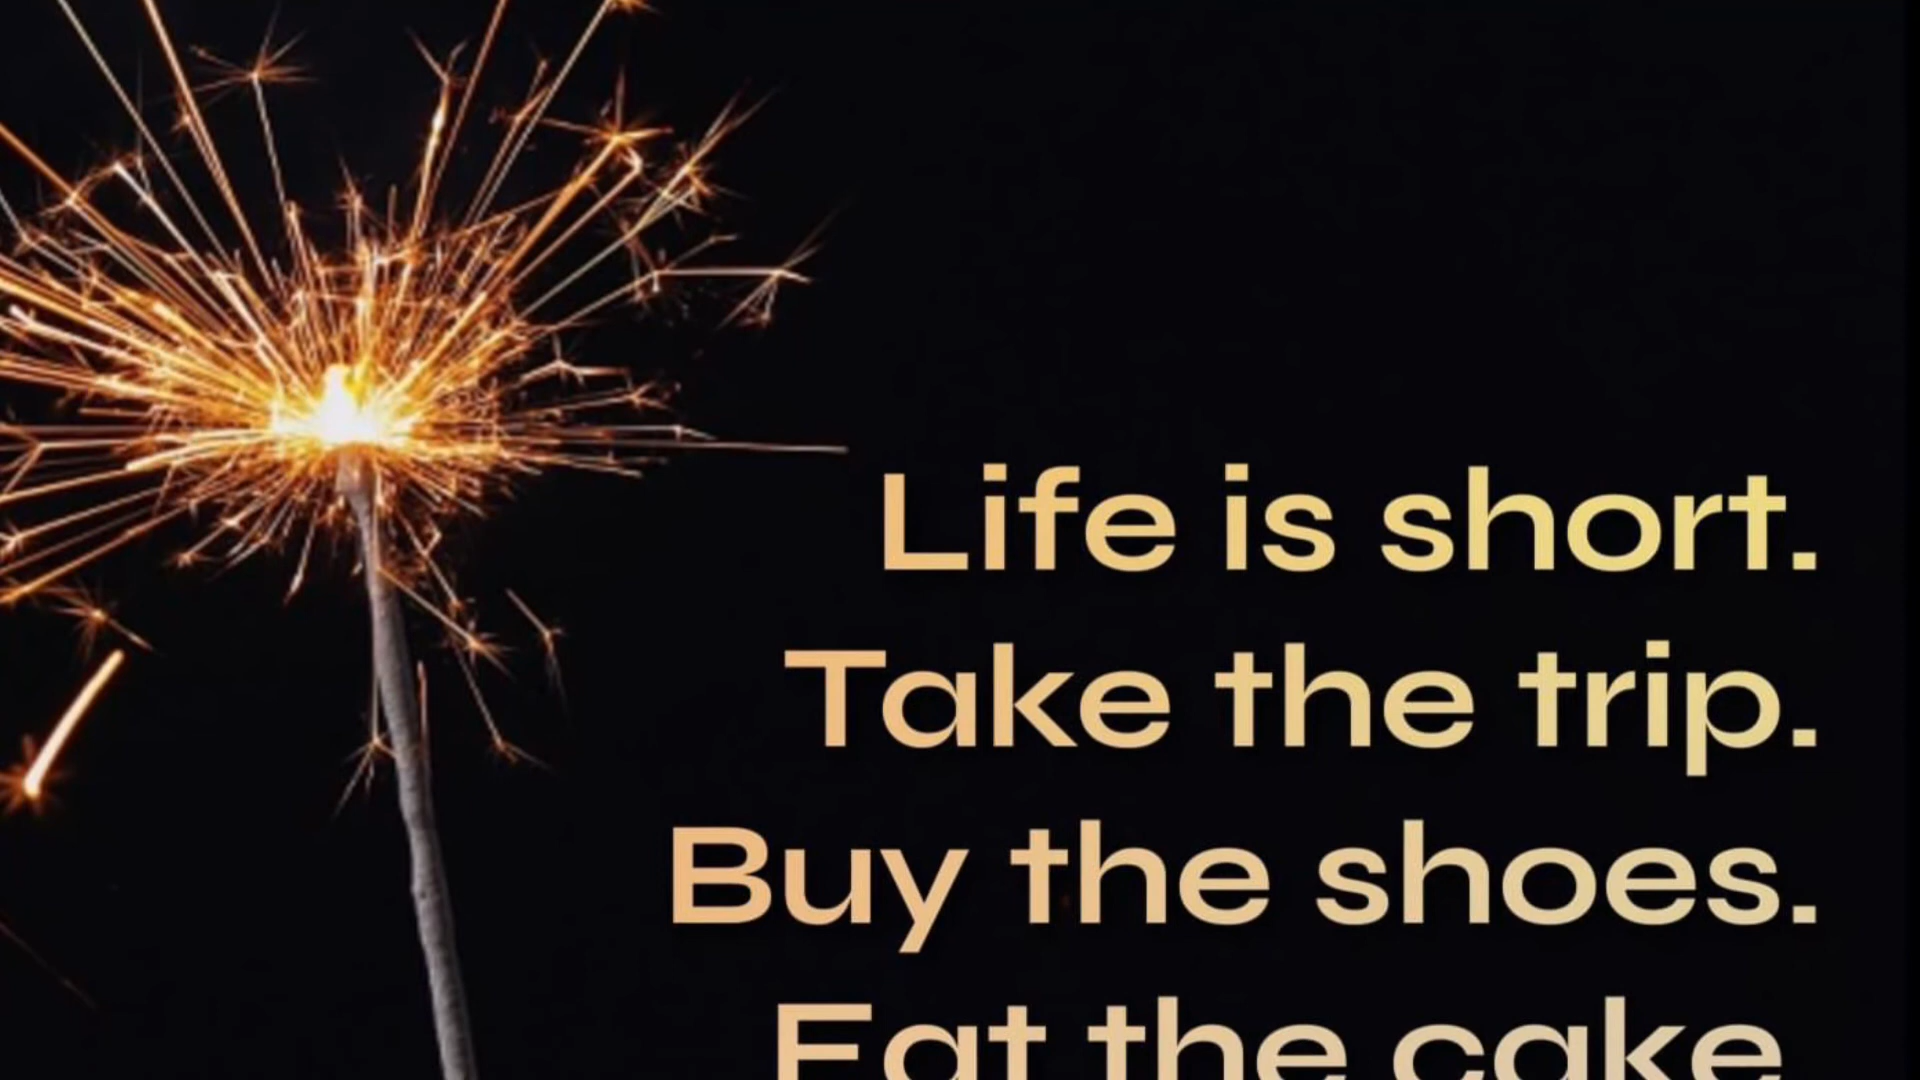 Life is short.
Take the trip.
Buy the shoes.
Eat the cake